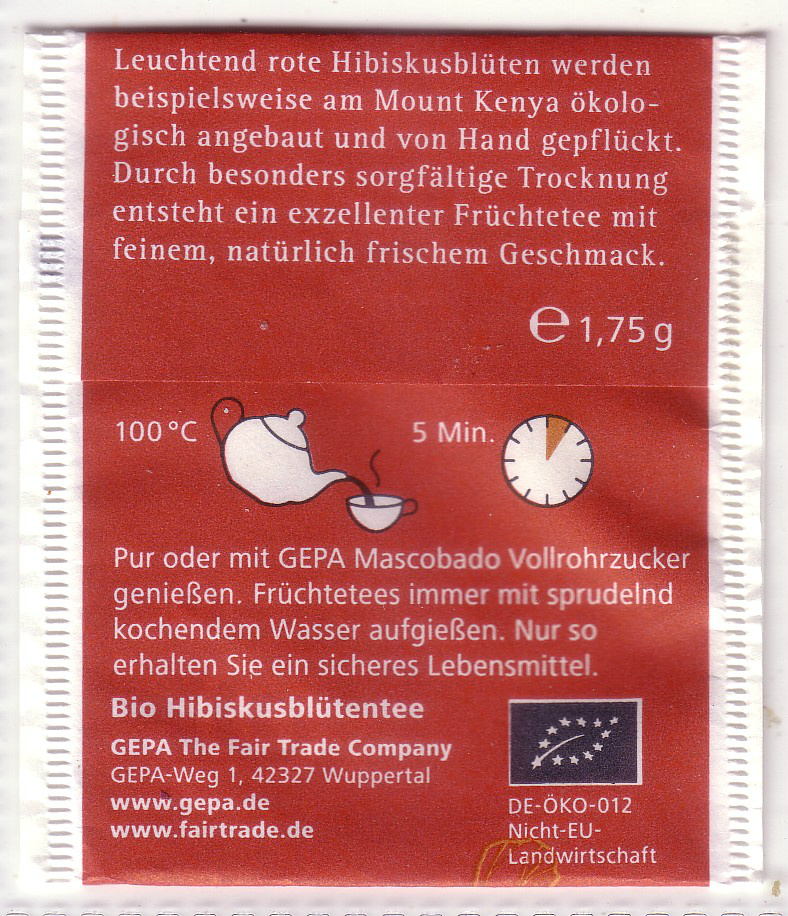 Leuchtend rote Hibiskusblüten werden
beispielsweise am Mount Kenya ökolo-
gisch angebaut und von Hand gepflückt.
Durch besonders sorgfältige Trocknung
entsteht ein exzellenter Früchtetee mit
feinem, natürlich frischem Geschmack.
℮ 1,75 g
100 °C
5 Min.
Pur oder mit GEPA Mascobado Vollrohrzucker
genießen. Früchtetees immer mit sprudelnd
kochendem Wasser aufgießen. Nur so
erhalten Sie ein sicheres Lebensmittel.
Bio Hibiskusblütentee
GEPA The Fair Trade Company
GEPA-Weg 1, 42327 Wuppertal
www.gepa.de
www.fairtrade.de
DE-ÖKO-012
Nicht-EU-
Landwirtschaft